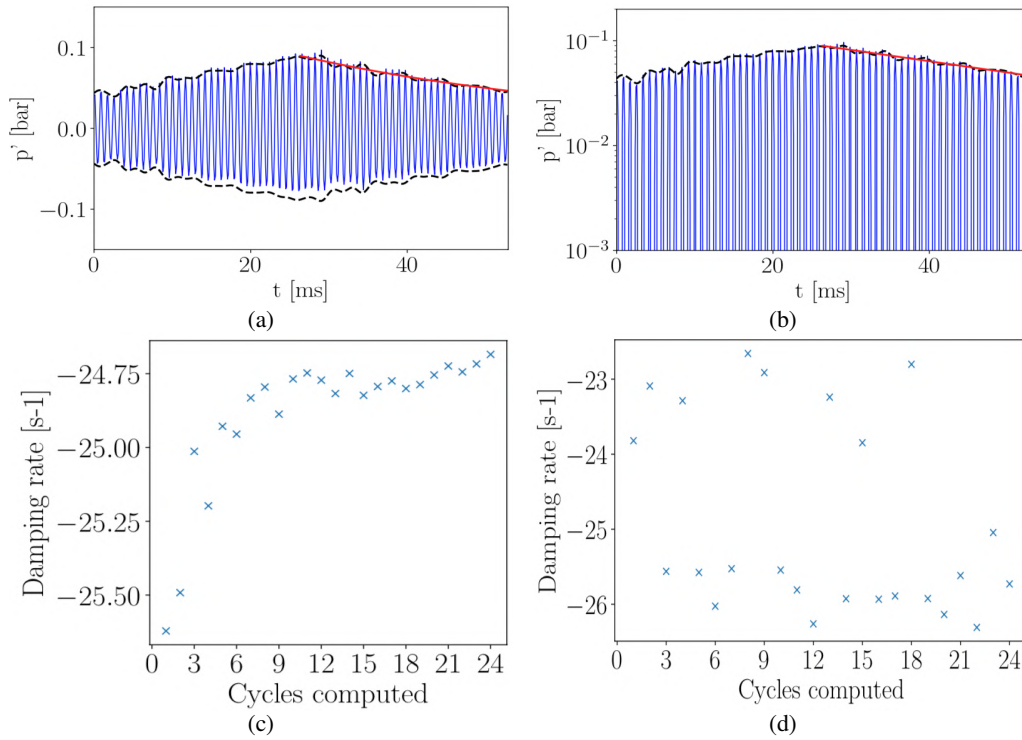 0.1
0.0
−0.1
p' [bar]
0 20 40
t [ms]
(a)
10⁻¹
10⁻²
10⁻³
p' [bar]
0 20 40
t [ms]
(b)
−24.75
−25.00
−25.25
−25.50
Damping rate [s-1]
0 3 6 9 12 15 18 21 24
Cycles computed
(c)
−23
−24
−25
−26
Damping rate [s-1]
0 3 6 9 12 15 18 21 24
Cycles computed
(d)